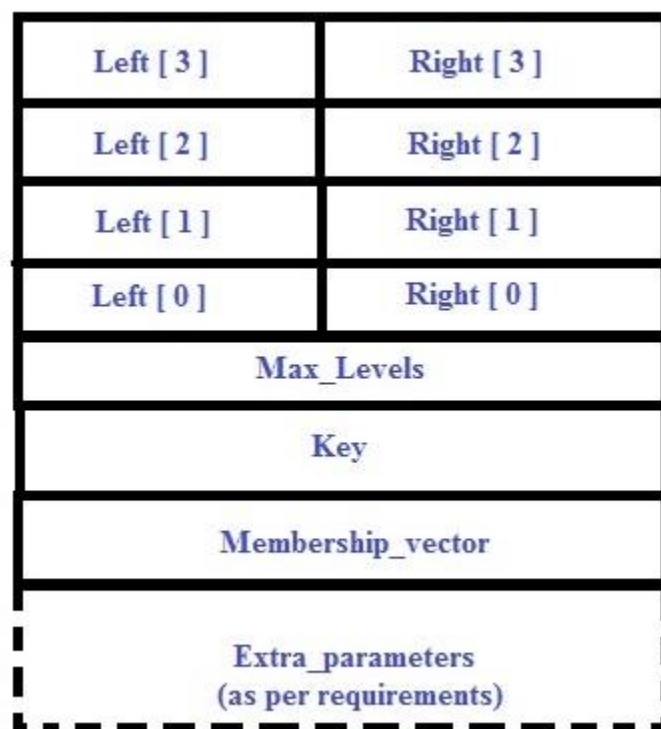 Left [ 3 ] Right [ 3 ]
Left [ 2 ] Right [ 2 ]
Left [ 1 ] Right [ 1 ]
Left [ 0 ] Right [ 0 ]
Max_Levels
Key
Membership_vector
Extra_parameters
(as per requirements)